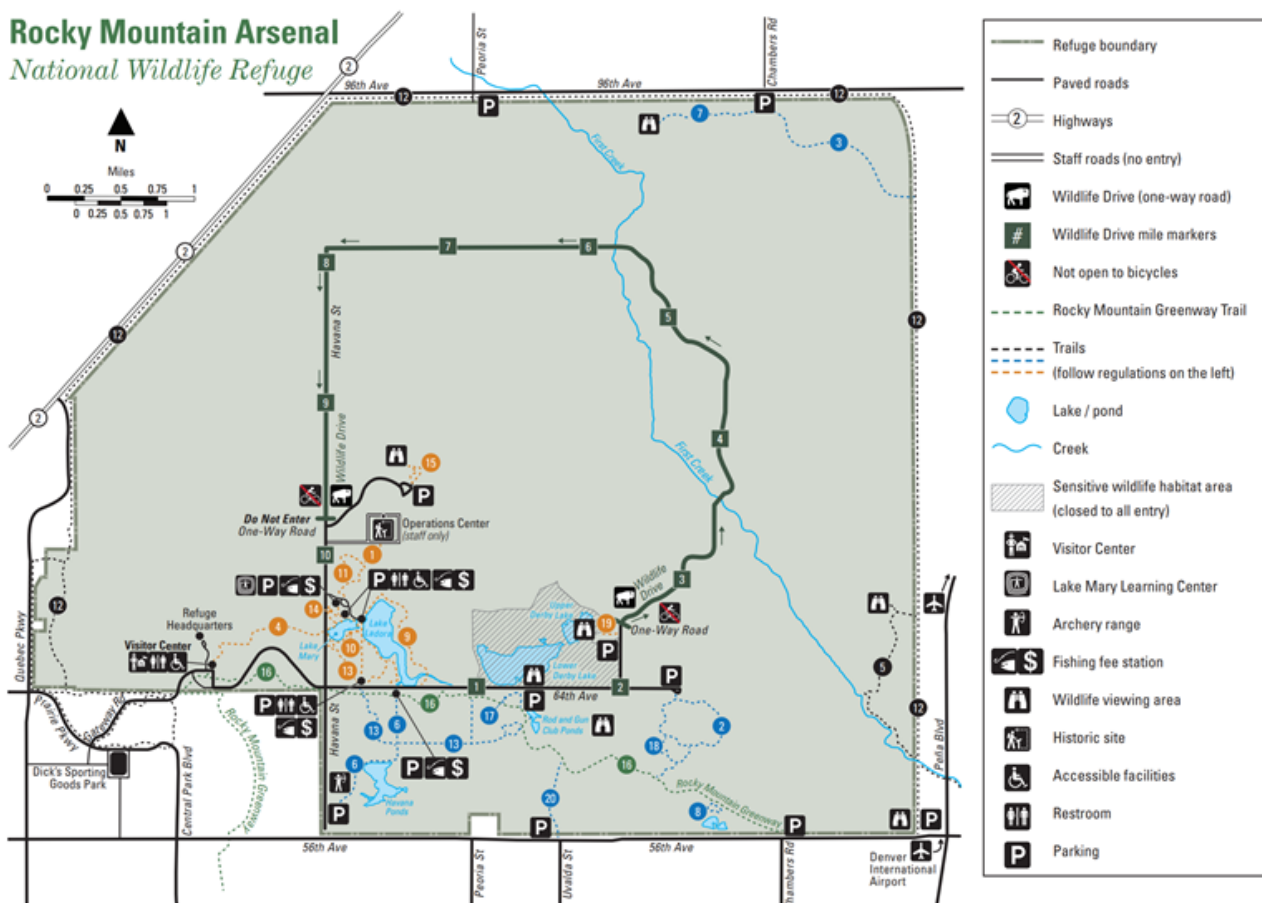 Rocky Mountain Arsenal
National Wildlife Refuge
N
Miles
0 0.25 0.5 0.75 1
0 0.25 0.5 0.75 1
2
96th Ave
12
Peoria St
P
96th Ave
Chambers Rd
P
12
7
3
First Creek
2
8
7
6
5
Havana St
12
9
4
12
2
Wildlife Drive
15
P
First Creek
Do Not Enter
One-Way Road
Operations Center
(staff only)
10
1
11
3
Wildlife Drive
One-Way Road
P $
P $
14
Upper
Derby Lake
19
P
Quebec Pkwy
12
Refuge
Headquarters
4
Lake
Ladora
9
Lake
Mary
10
13
Lower
Derby Lake
Visitor Center
5
16
1
64th Ave
2
P
12
Peña Blvd
Prairie Pkwy
Gateway Rd
P
$
Havana St
16
17
P
Rod and Gun
Club Ponds
2
18
13
6
13
16
Rocky Mountain Greenway
Rocky Mountain Greenway
Dick's Sporting
Goods Park
Central Park Blvd
P $
6
Havana
Ponds
P
20
8
P
P
P
56th Ave
Peoria St
Uvalda St
56th Ave
Chambers Rd
Denver
International
Airport
Refuge boundary
Paved roads
2 Highways
Staff roads (no entry)
Wildlife Drive (one-way road)
# Wildlife Drive mile markers
Not open to bicycles
Rocky Mountain Greenway Trail
Trails
(follow regulations on the left)
Lake / pond
Creek
Sensitive wildlife habitat area
(closed to all entry)
Visitor Center
Lake Mary Learning Center
Archery range
$ Fishing fee station
Wildlife viewing area
Historic site
Accessible facilities
Restroom
P Parking